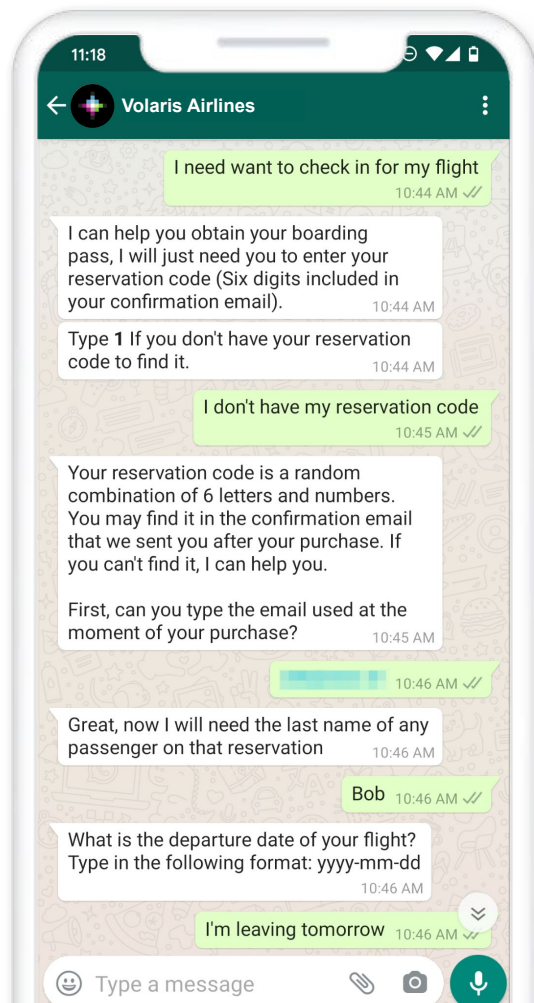 11:18
Volaris Airlines
I need want to check in for my flight
10:44 AM
I can help you obtain your boarding
pass, I will just need you to enter your
reservation code (Six digits included in
your confirmation email).
10:44 AM
Type 1 If you don't have your reservation
code to find it.
10:44 AM
I don't have my reservation code
10:45 AM
Your reservation code is a random
combination of 6 letters and numbers.
You may find it in the confirmation email
that we sent you after your purchase. If
you can't find it, I can help you.
First, can you type the email used at the
moment of your purchase?
10:45 AM
10:46 AM
Great, now I will need the last name of any
passenger on that reservation
10:46 AM
Bob
10:46 AM
What is the departure date of your flight?
Type in the following format: yyyy-mm-dd
10:46 AM
I'm leaving tomorrow
10:46 AM
Type a message